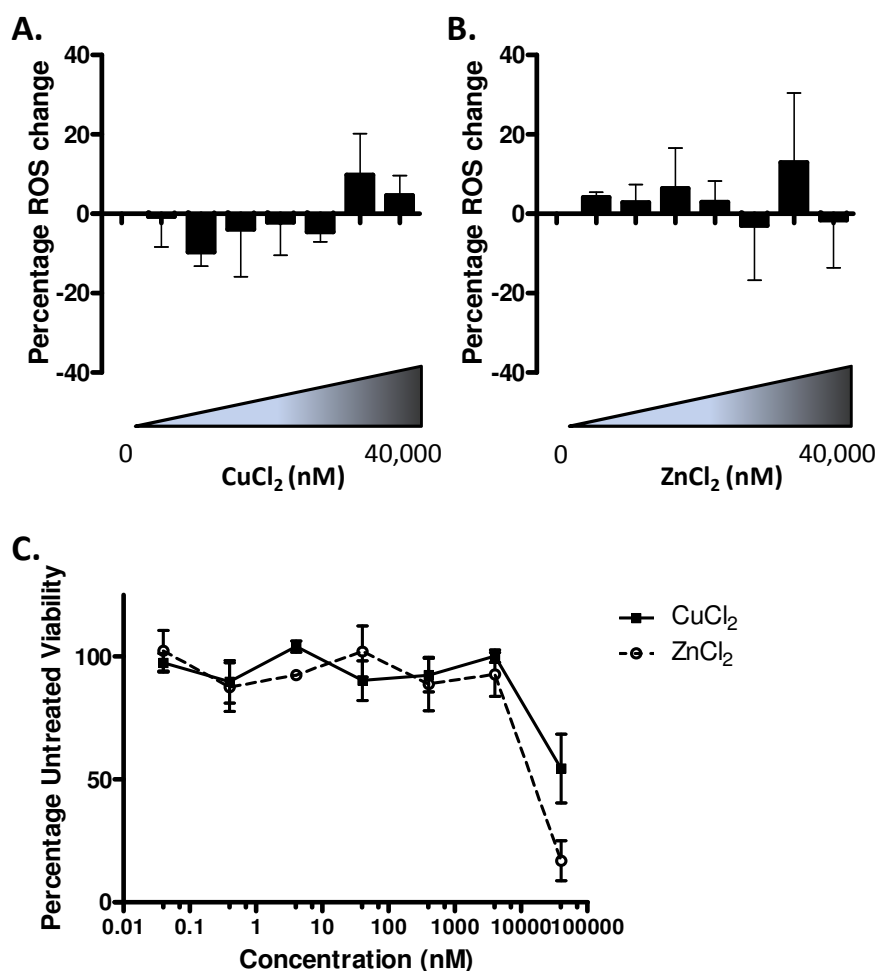 A.
Percentage ROS change
40
20
0
-20
-40
0
40,000
CuCl₂ (nM)
B.
Percentage ROS change
40
20
0
-20
-40
0
40,000
ZnCl₂ (nM)
C.
Percentage Untreated Viability
100
50
0
0.01 0.1 1 10 100 1000 10000 100000
Concentration (nM)
CuCl₂
ZnCl₂